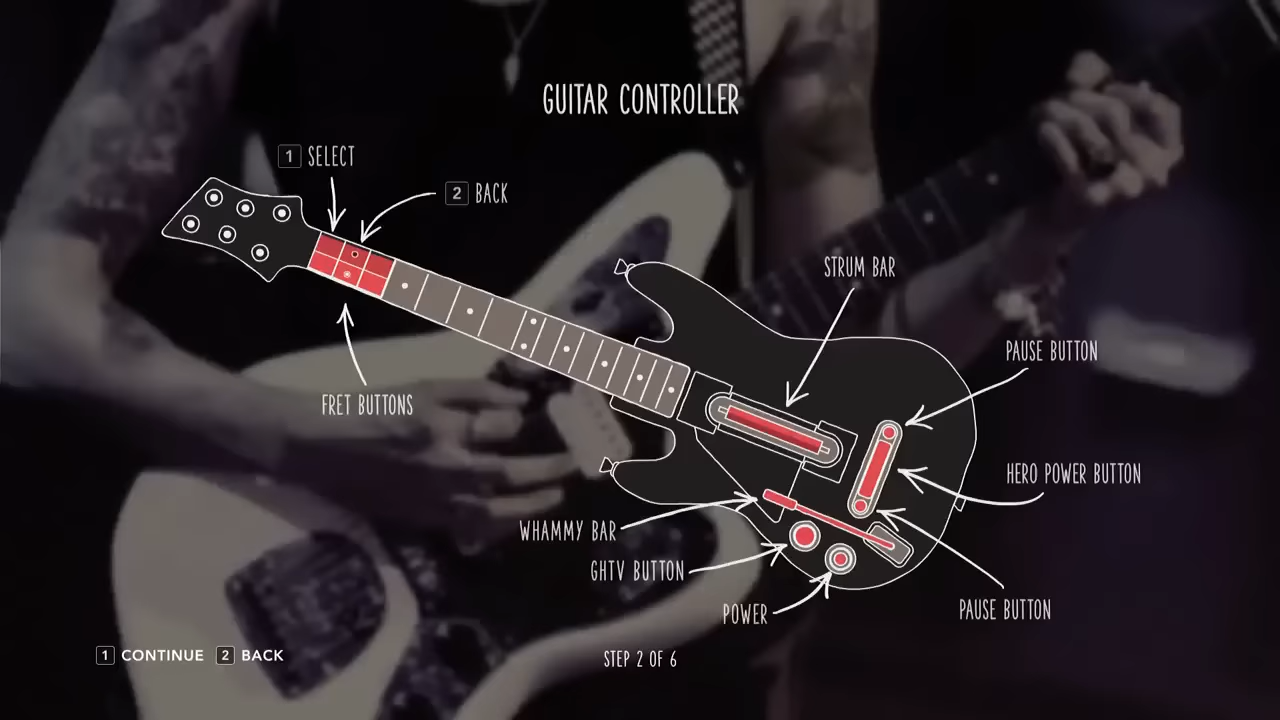 GUITAR CONTROLLER
1 SELECT
2 BACK
STRUM BAR
PAUSE BUTTON
FRET BUTTONS
HERO POWER BUTTON
WHAMMY BAR
GHTV BUTTON
POWER
PAUSE BUTTON
1 CONTINUE 2 BACK
STEP 2 OF 6